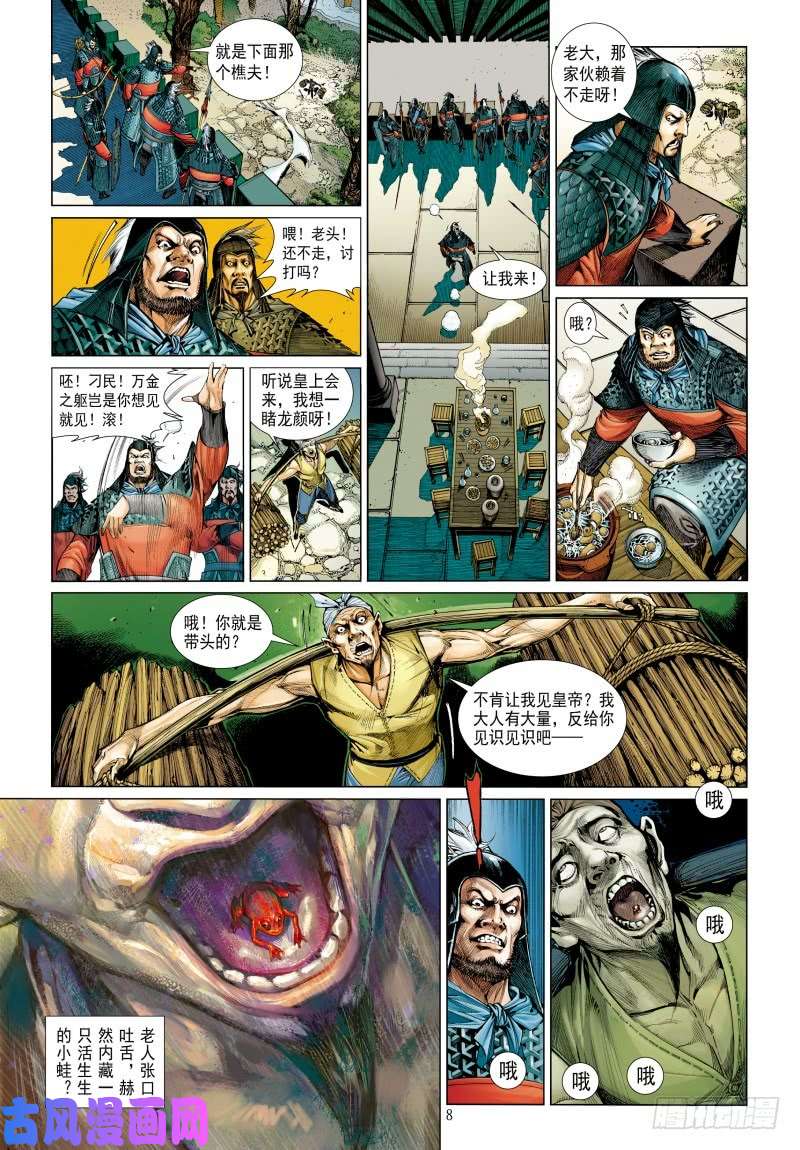 老大，那
家伙赖着
不走呀！
哦？
让我来！
就是下面那
个樵夫！
喂！老头！
还不走，讨
打吗？
听说皇上会
来，我想一
睹龙颜呀！
呸！刁民！万金
之躯岂是你想见
就见！滚！
哦！你就是
带头的？
不肯让我见皇帝？我
大人有大量，反给你
见识见识吧——
哦
哦
哦
哦
哦
老人张口
吐舌，赫
然内藏一
只活生生
的小蛙？
8
古风漫画网